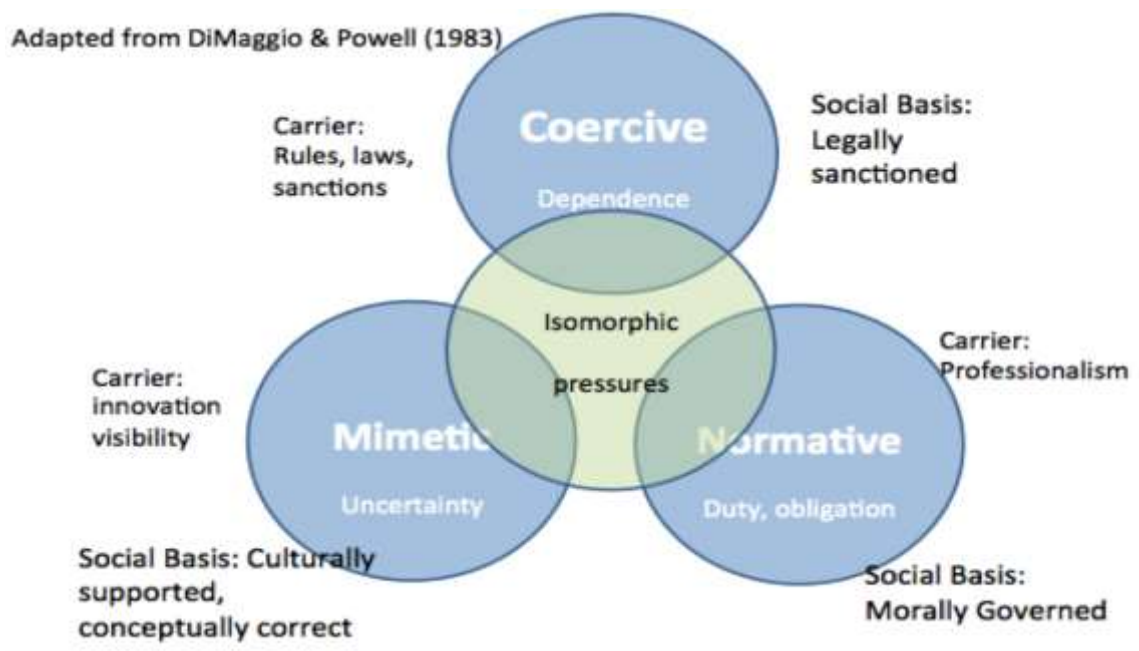 Adapted from DiMaggio & Powell (1983)
Carrier:
Rules, laws,
sanctions
Coercive
Dependence
Social Basis:
Legally
sanctioned
Isomorphic
pressures
Carrier:
innovation
visibility
Mimetic
Uncertainty
Social Basis: Culturally
supported,
conceptually correct
Carrier:
Professionalism
Normative
Duty, obligation
Social Basis:
Morally Governed